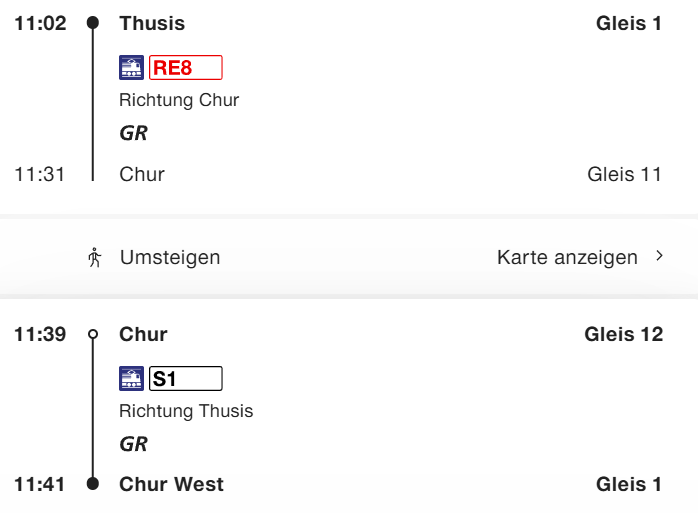 11:02 Thusis Gleis 1
RE8
Richtung Chur
GR
11:31 Chur Gleis 11
Umsteigen Karte anzeigen
11:39 Chur Gleis 12
S1
Richtung Thusis
GR
11:41 Chur West Gleis 1